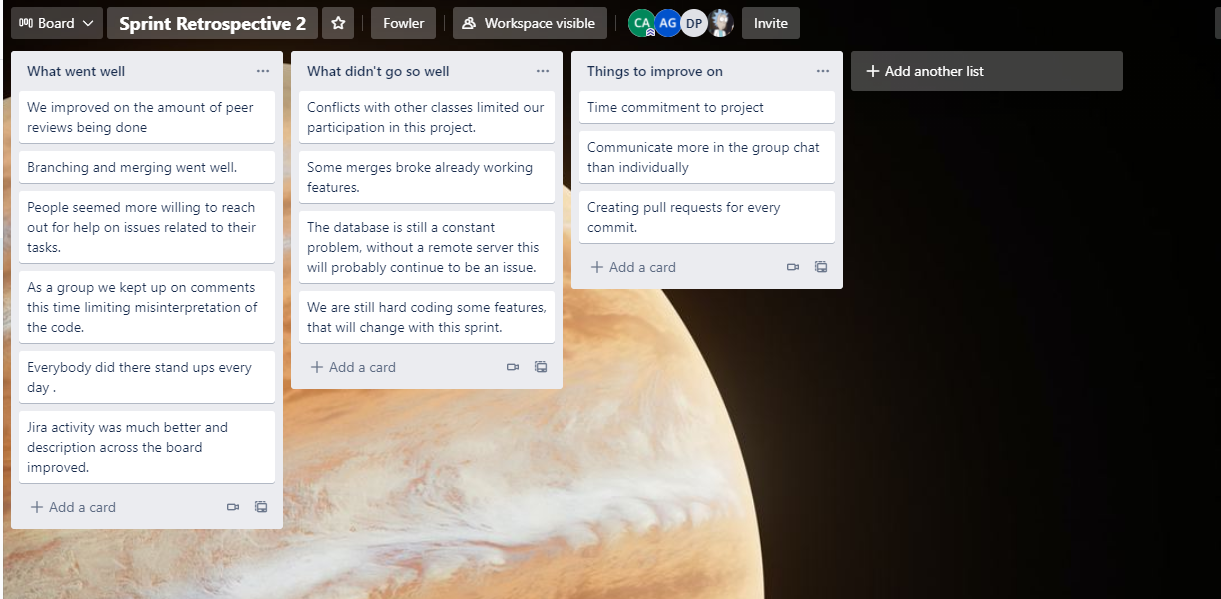 Board
Sprint Retrospective 2
Fowler
Workspace visible
CA
AG
DP
Invite
What went well
We improved on the amount of peer
reviews being done
Branching and merging went well.
People seemed more willing to reach
out for help on issues related to their
tasks.
As a group we kept up on comments
this time limiting misinterpretation of
the code.
Everybody did there stand ups every
day .
Jira activity was much better and
description across the board
improved.
+ Add a card
What didn't go so well
Conflicts with other classes limited our
participation in this project.
Some merges broke already working
features.
The database is still a constant
problem, without a remote server this
will probably continue to be an issue.
We are still hard coding some features,
that will change with this sprint.
+ Add a card
Things to improve on
Time commitment to project
Communicate more in the group chat
than individually
Creating pull requests for every
commit.
+ Add a card
+ Add another list